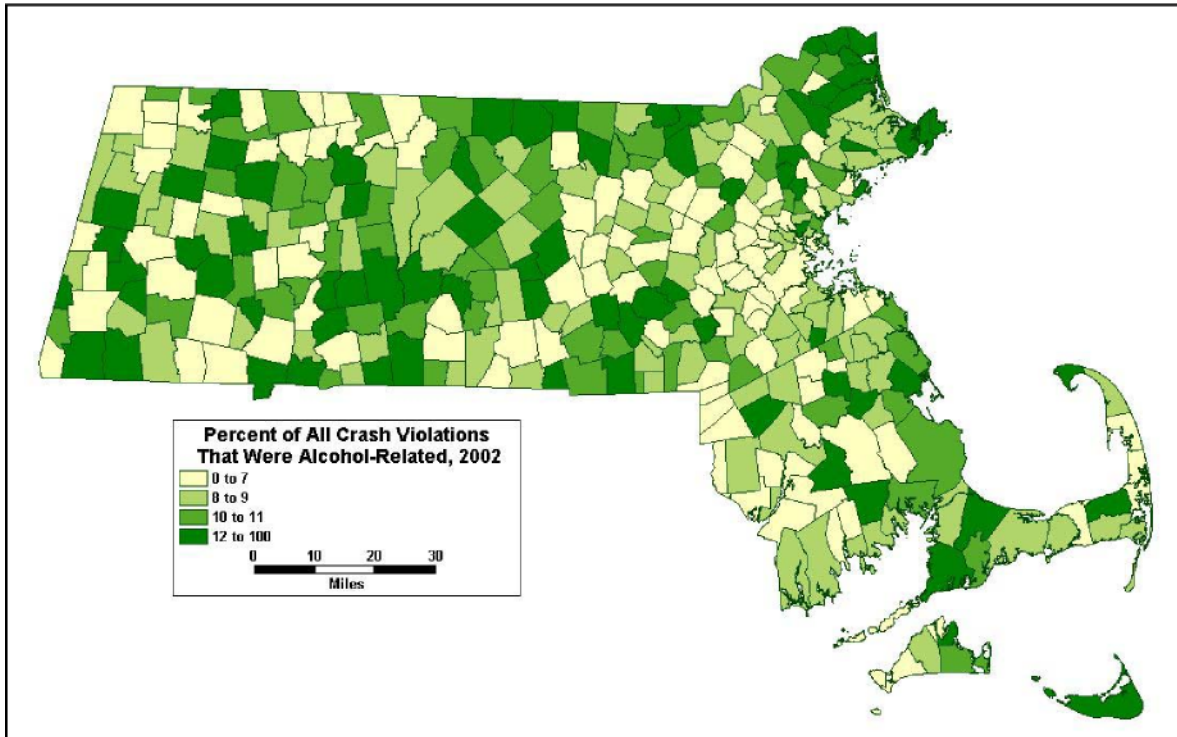 Percent of All Crash Violations
That Were Alcohol-Related, 2002
0 to 7
8 to 9
10 to 11
12 to 100
0 10 20 30
Miles